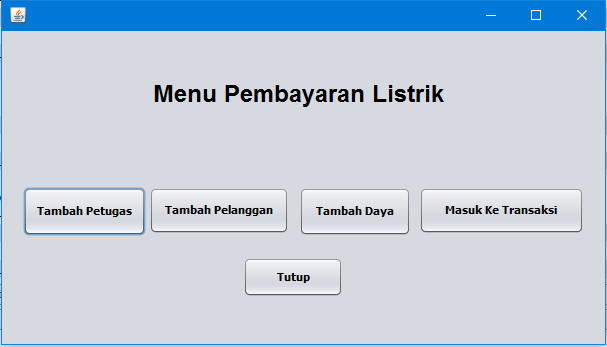 Menu Pembayaran Listrik
Tambah Petugas
Tambah Pelanggan
Tambah Daya
Masuk Ke Transaksi
Tutup